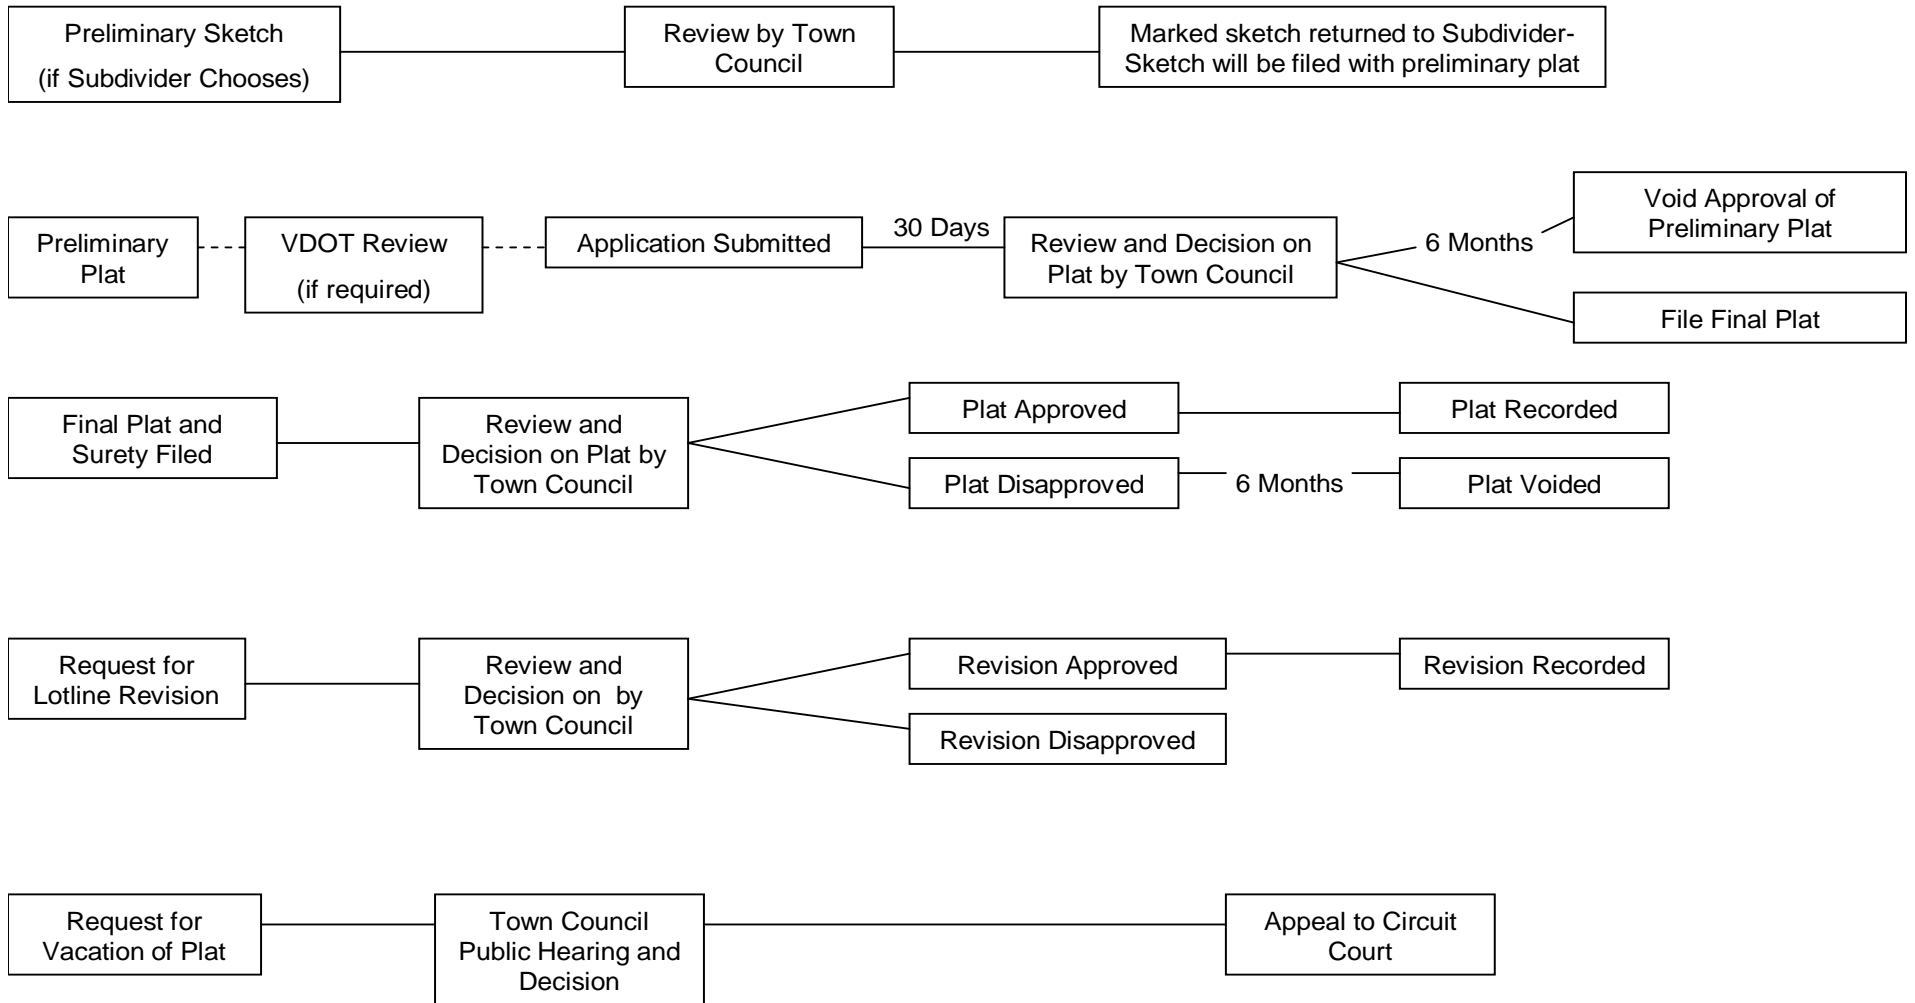 Preliminary Sketch
(if Subdivider Chooses)
Review by Town
Council
Marked sketch returned to Subdivider-
Sketch will be filed with preliminary plat
Preliminary
Plat
VDOT Review
(if required)
Application Submitted
30 Days
Review and Decision on
Plat by Town Council
6 Months
Void Approval of
Preliminary Plat
File Final Plat
Final Plat and
Surety Filed
Review and
Decision on Plat by
Town Council
Plat Approved
Plat Recorded
Plat Disapproved
6 Months
Plat Voided
Request for
Lotline Revision
Review and
Decision on  by
Town Council
Revision Approved
Revision Recorded
Revision Disapproved
Request for
Vacation of Plat
Town Council
Public Hearing and
Decision
Appeal to Circuit
Court